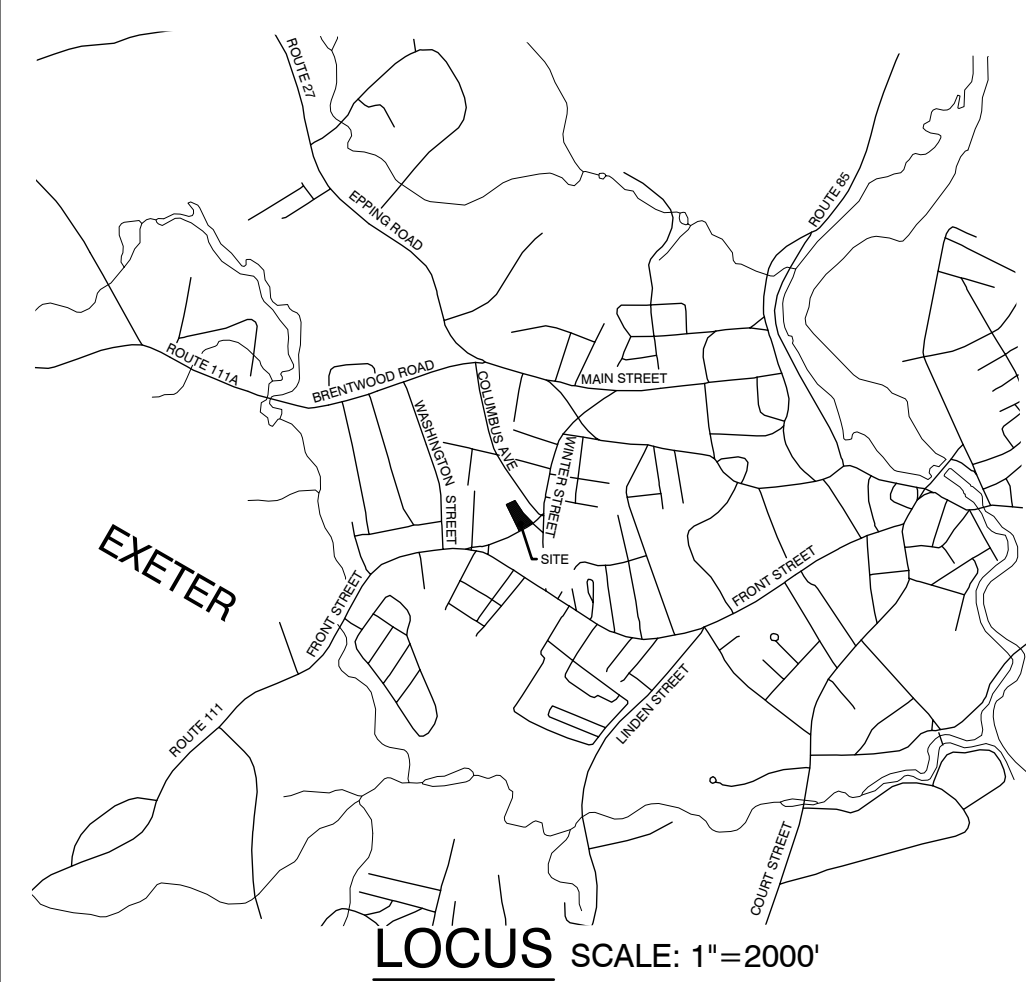 ROUTE 27
ROUTE 85
EPPING ROAD
ROUTE 111A
BRENTWOOD ROAD
MAIN STREET
COLUMBUS AVE
WASHINGTON STREET
WINTER STREET
SITE
EXETER
FRONT STREET
FRONT STREET
LINDEN STREET
ROUTE 111
COURT STREET
LOCUS SCALE: 1"=2000'